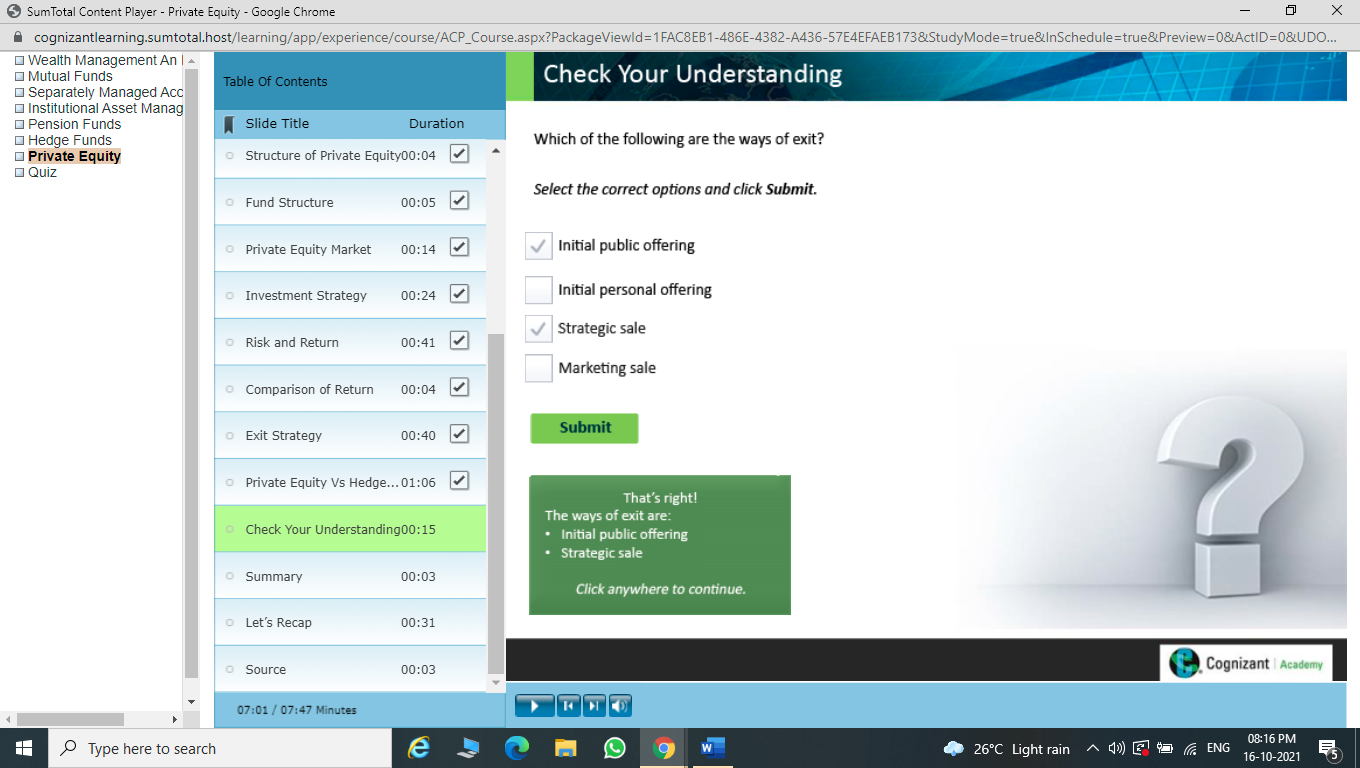 SumTotal Content Player - Private Equity - Google Chrome
cognizantlearning.sumtotal.host/learning/app/experience/course/ACP_Course.aspx?PackageViewId=1FAC8EB1-486E-4382-A436-57E4EFAEB173&StudyMode=true&InSchedule=true&Preview=0&ActID=0&UDO...
Wealth Management An
Mutual Funds
Separately Managed Acc
Institutional Asset Manag
Pension Funds
Hedge Funds
Private Equity
Quiz
Table Of Contents
Slide Title Duration
Structure of Private Equity 00:04
Fund Structure 00:05
Private Equity Market 00:14
Investment Strategy 00:24
Risk and Return 00:41
Comparison of Return 00:04
Exit Strategy 00:40
Private Equity Vs Hedge... 01:06
Check Your Understanding 00:15
Summary 00:03
Let's Recap 00:31
Source 00:03
07:01 / 07:47 Minutes
Check Your Understanding
Which of the following are the ways of exit?
Select the correct options and click Submit.
Initial public offering
Initial personal offering
Strategic sale
Marketing sale
Submit
That's right!
The ways of exit are:
• Initial public offering
• Strategic sale
Click anywhere to continue.
Cognizant | Academy
Type here to search
26°C Light rain
ENG
08:16 PM
16-10-2021
5